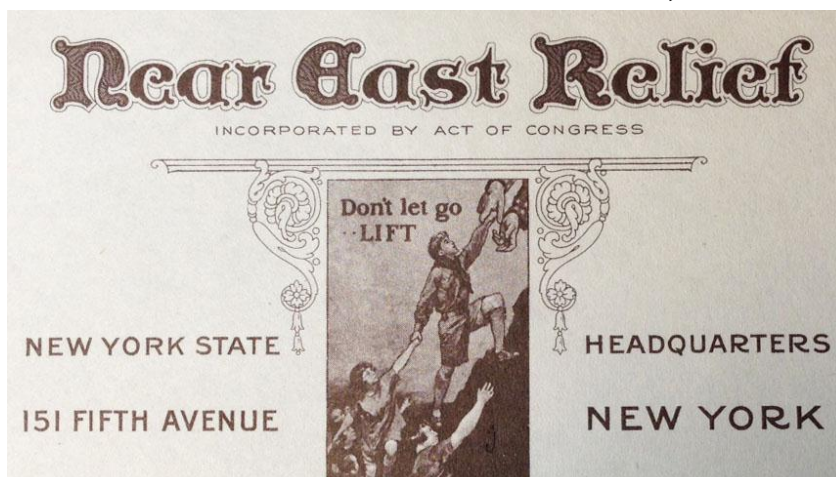 Near East Relief
INCORPORATED BY ACT OF CONGRESS
Don't let go
··LIFT
NEW YORK STATE
HEADQUARTERS
151 FIFTH AVENUE
NEW YORK